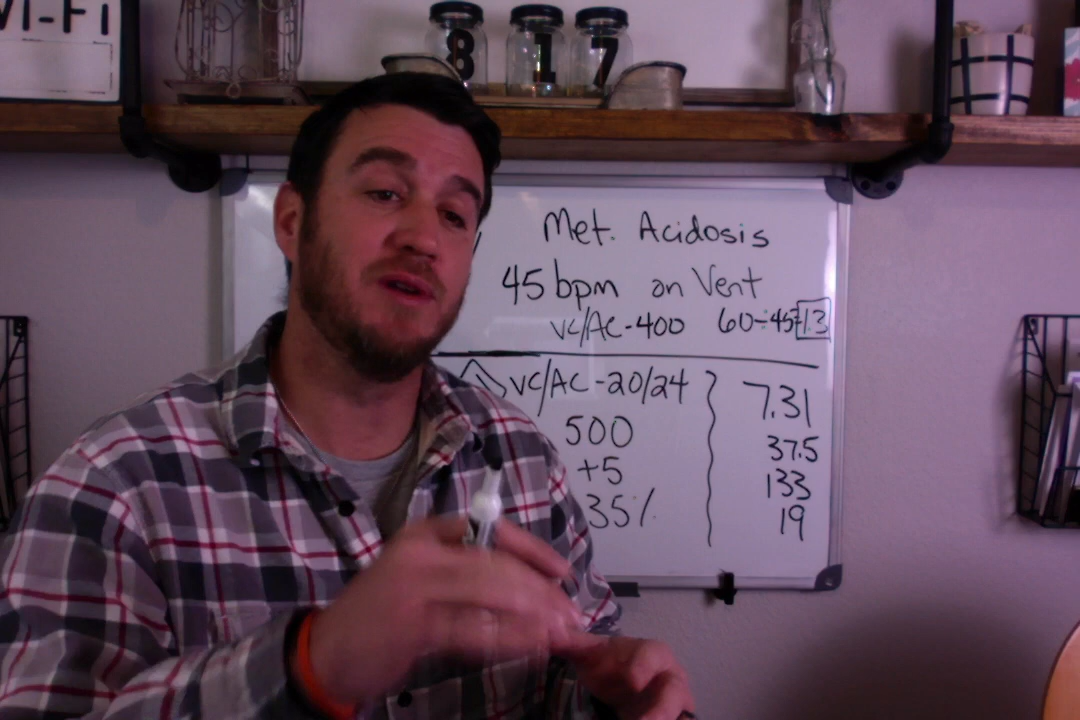 WI-FI
8 1 7
Met. Acidosis
45 bpm on Vent
VC/AC-400 60÷45=1.3
VC/AC-20/24 7.31
500 37.5
+5 133
35% 19